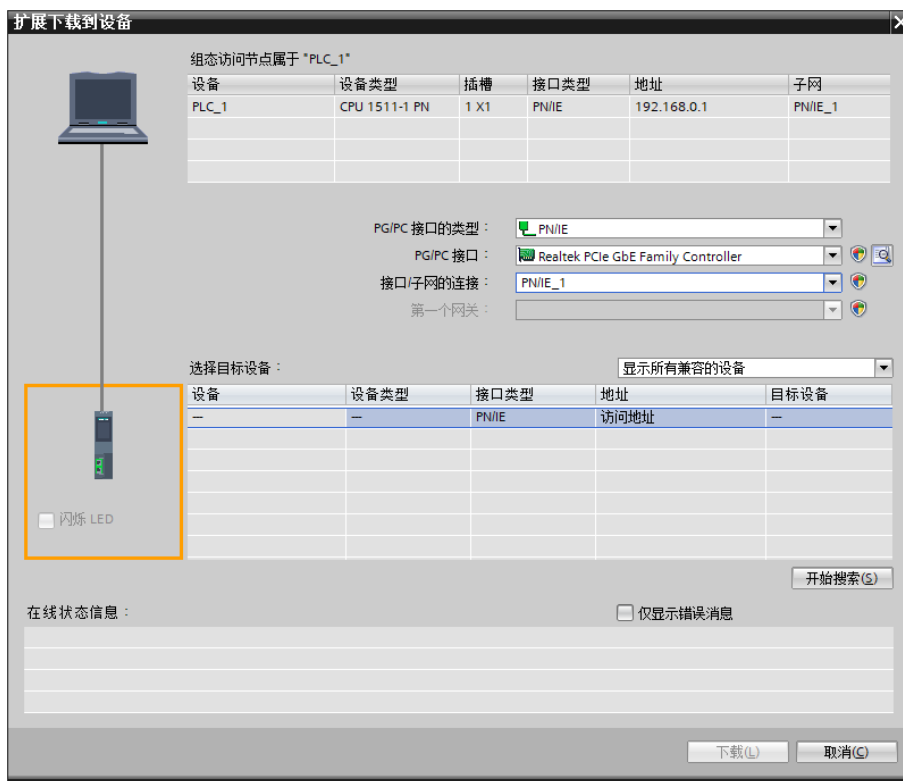 扩展下载到设备
组态访问节点属于 "PLC_1"
设备 设备类型 插槽 接口类型 地址 子网
PLC_1 CPU 1511-1 PN 1 X1 PN/IE 192.168.0.1 PN/IE_1
PG/PC 接口的类型： PN/IE
PG/PC 接口： Realtek PCIe GbE Family Controller
接口/子网的连接： PN/IE_1
第一个网关：
选择目标设备： 显示所有兼容的设备
设备 设备类型 接口类型 地址 目标设备
— — PN/IE 访问地址 —
闪烁 LED
开始搜索(S)
在线状态信息： 仅显示错误消息
下载(L) 取消(C)